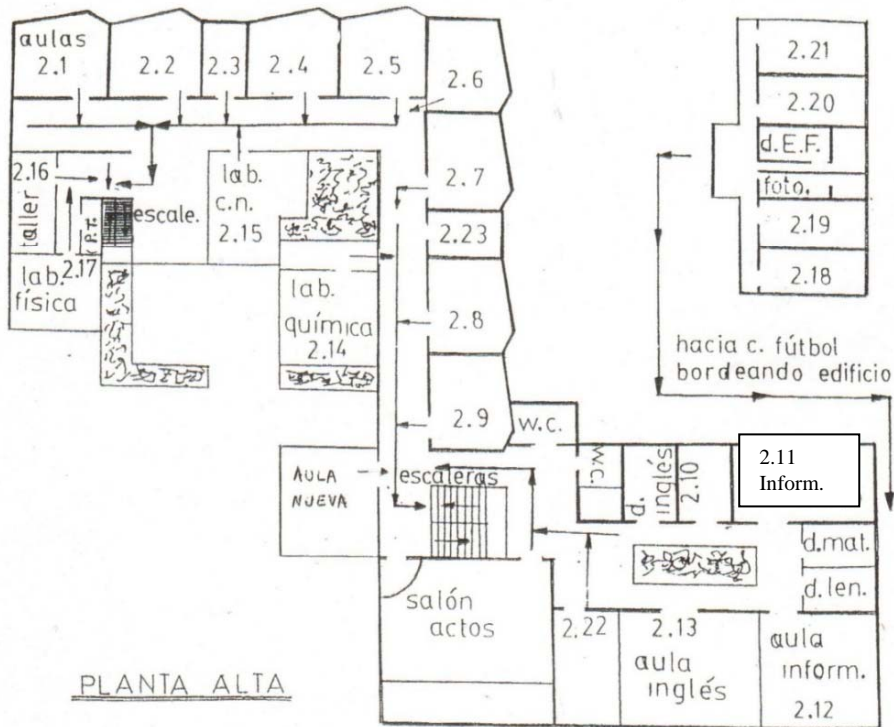 aulas
2.1
2.2
2.3
2.4
2.5
2.6
2.7
2.23
2.8
2.9
2.16
taller
P.T.
escale.
lab.
c.n.
2.15
2.17
lab.
física
lab.
química
2.14
AULA
NUEVA
escaleras
w.c.
w.c.
d.
inglés
2.10
2.11
Inform.
d.mat.
d.len.
salón
actos
2.22
2.13
aula
inglés
aula
inform.
2.12
2.21
2.20
d.E.F.
foto.
2.19
2.18
hacia c. fútbol
bordeando edificio
PLANTA ALTA